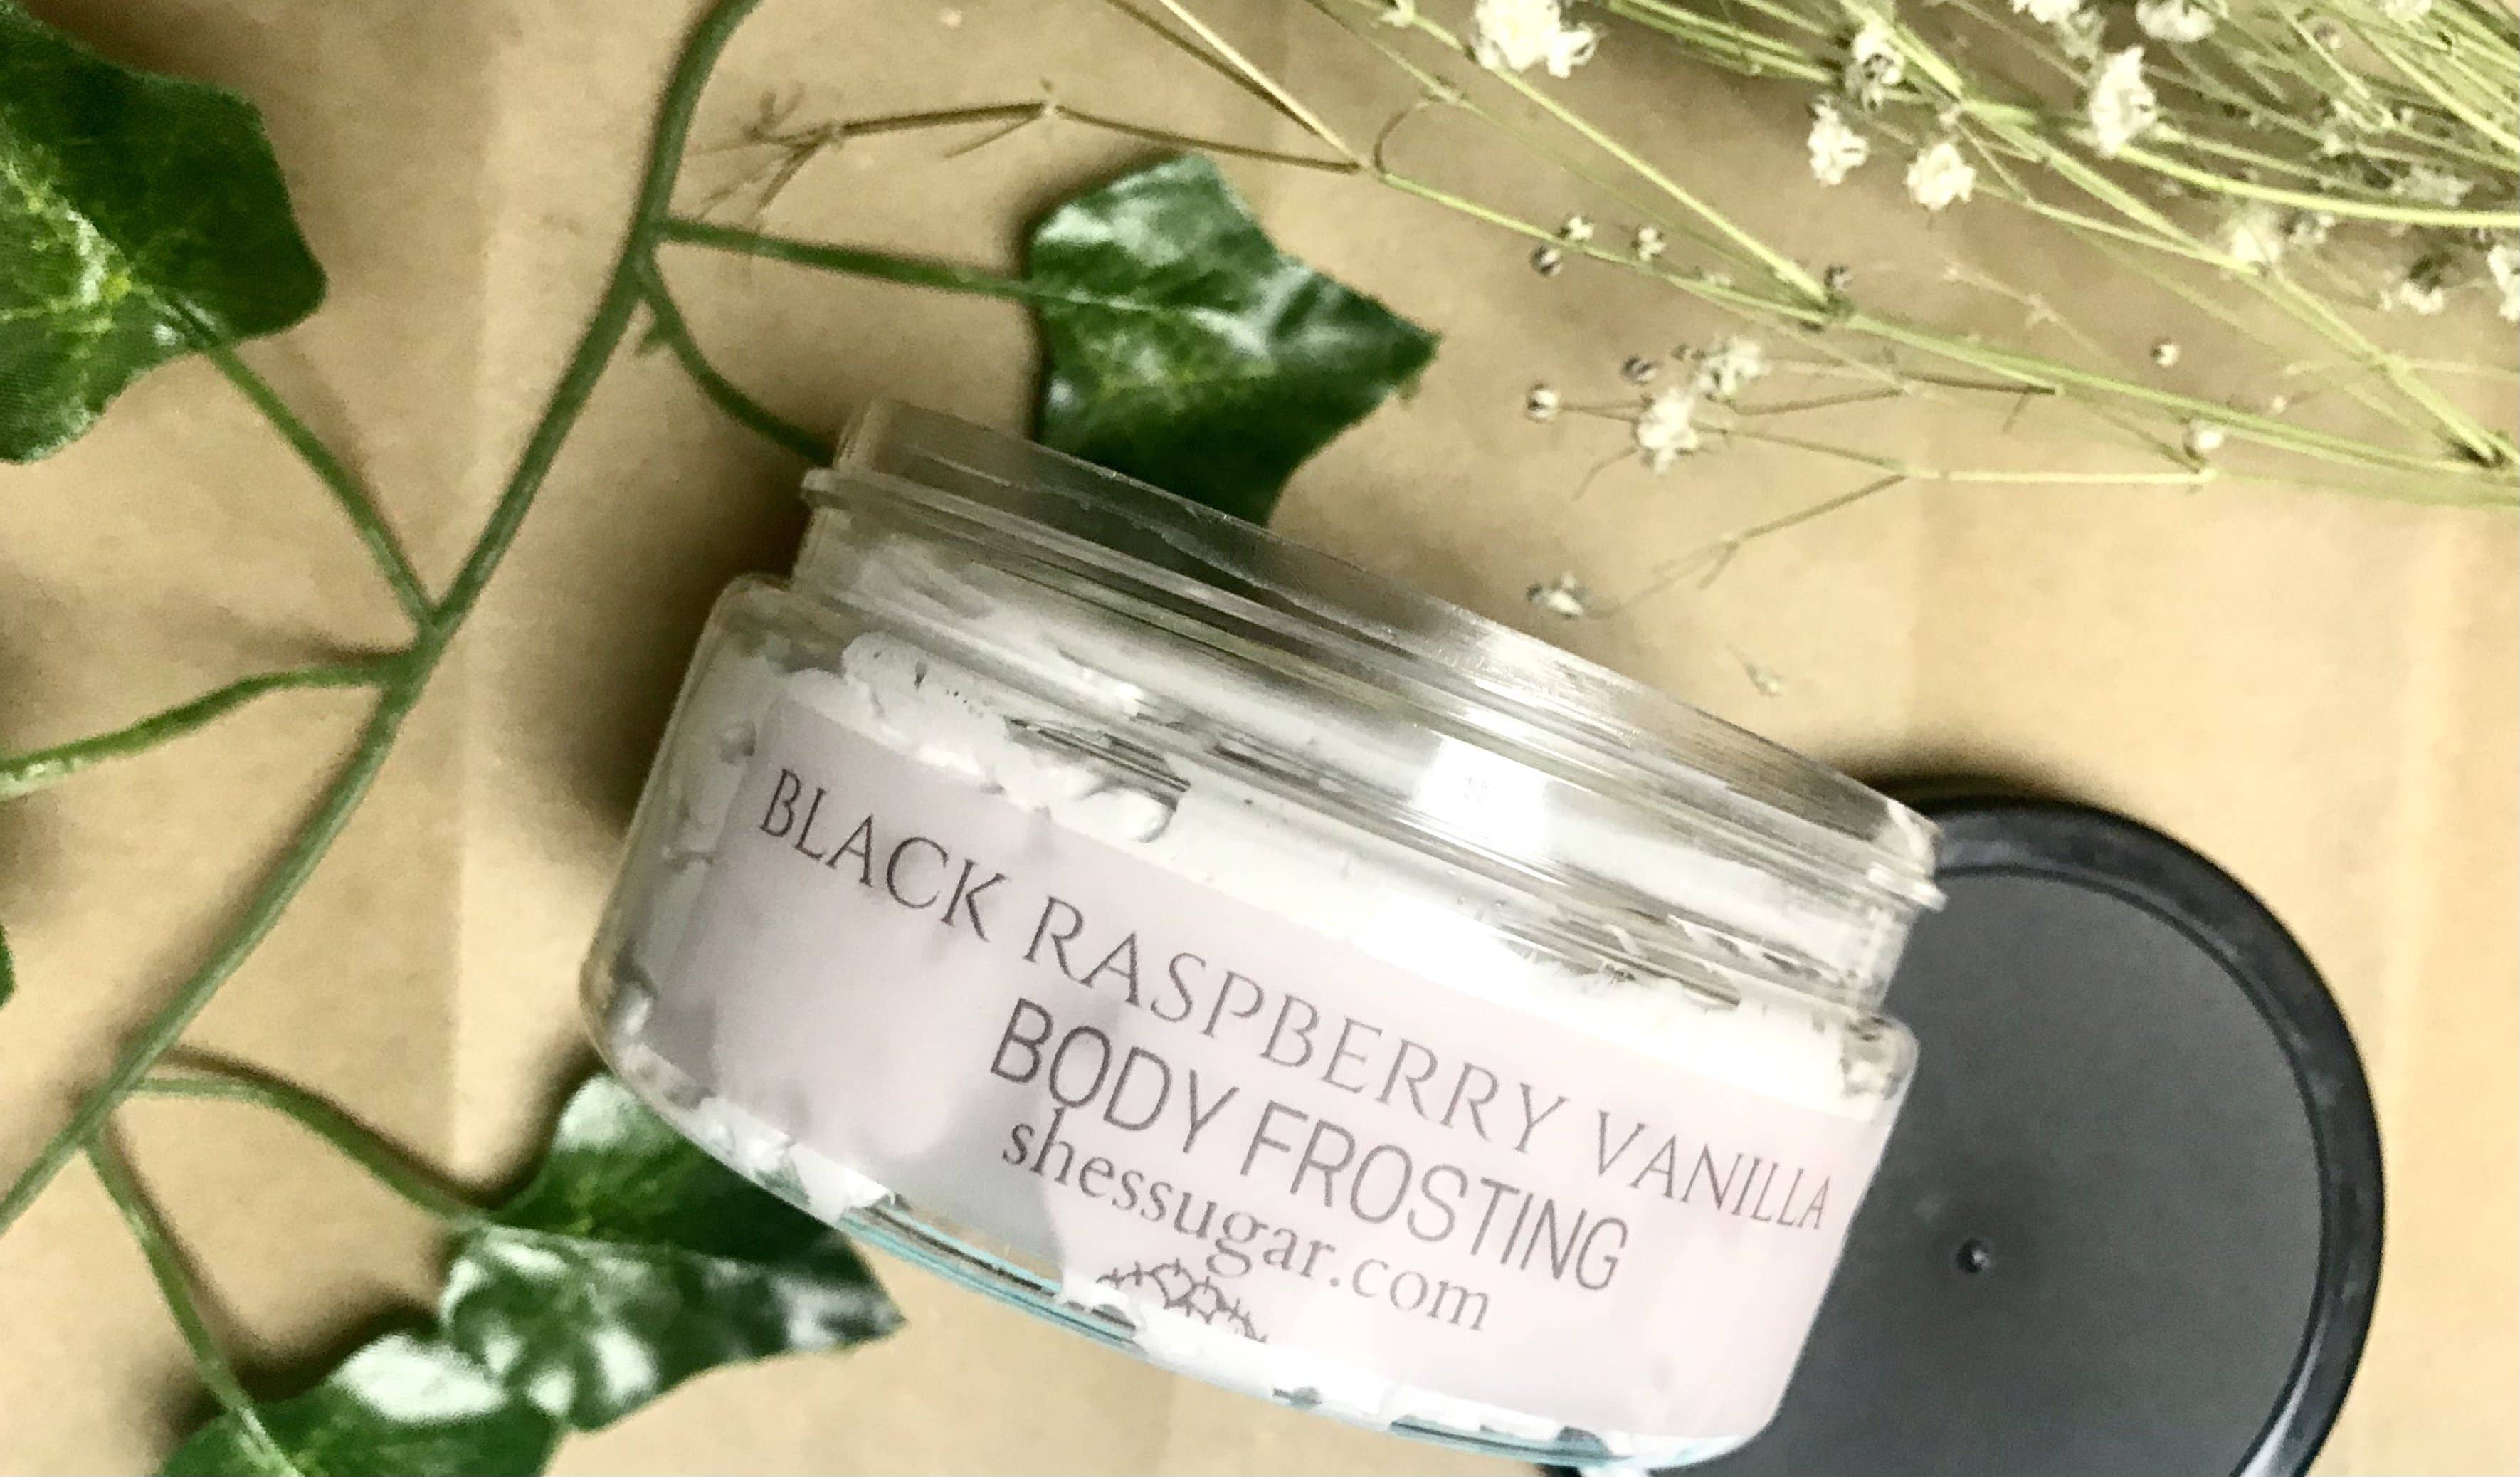 BLACK RASPBERRY VANILLA
BODY FROSTING
shessugar.com